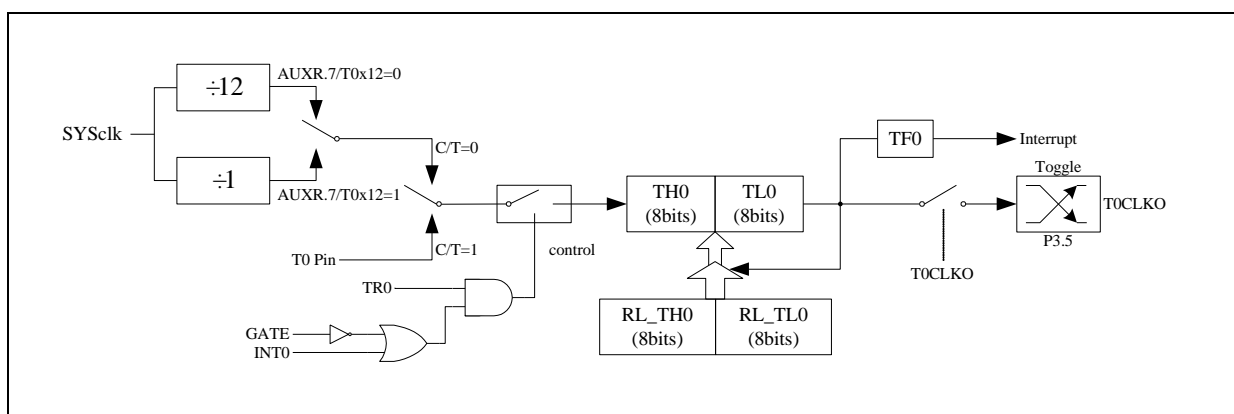 ÷12
AUXR.7/T0x12=0
SYSclk
÷1
AUXR.7/T0x12=1
C/T=0
C/T=1
T0 Pin
control
TR0
GATE
INT0
TH0
(8bits)
TL0
(8bits)
RL_TH0
(8bits)
RL_TL0
(8bits)
TF0
Interrupt
Toggle
T0CLKO
P3.5
T0CLKO